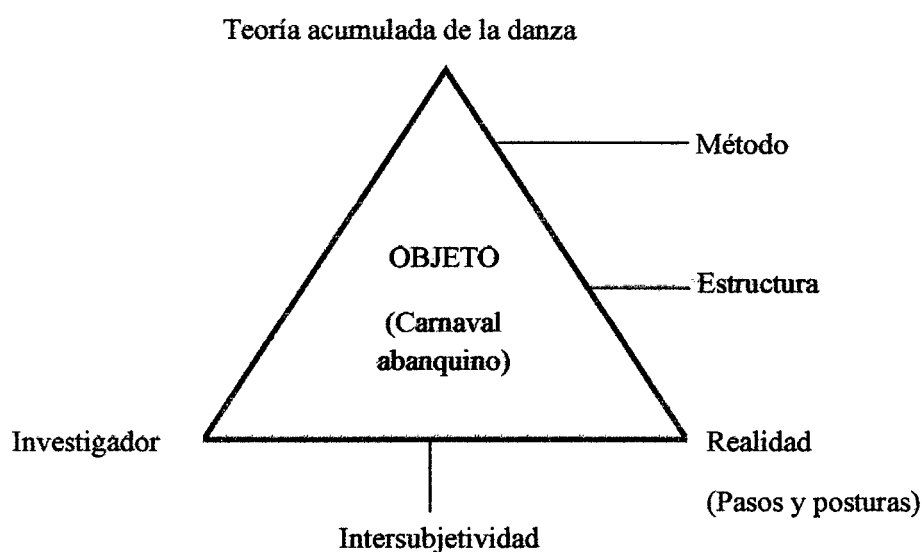 Teoría acumulada de la danza
Método
OBJETO
Estructura
(Carnaval
abanquino)
Investigador
Realidad
(Pasos y posturas)
Intersubjetividad